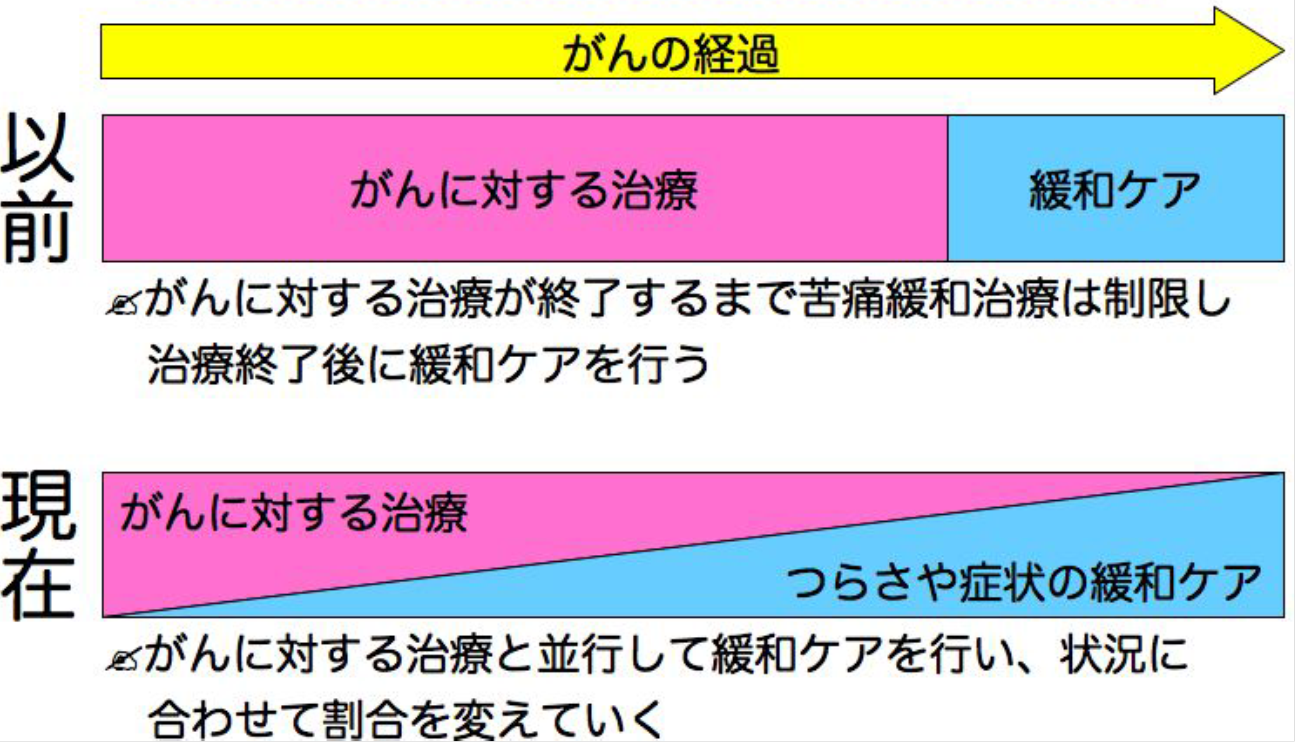 がんの経過
以前
がんに対する治療
緩和ケア
✍がんに対する治療が終了するまで苦痛緩和治療は制限し
治療終了後に緩和ケアを行う
現在
がんに対する治療
つらさや症状の緩和ケア
✍がんに対する治療と並行して緩和ケアを行い、状況に
合わせて割合を変えていく